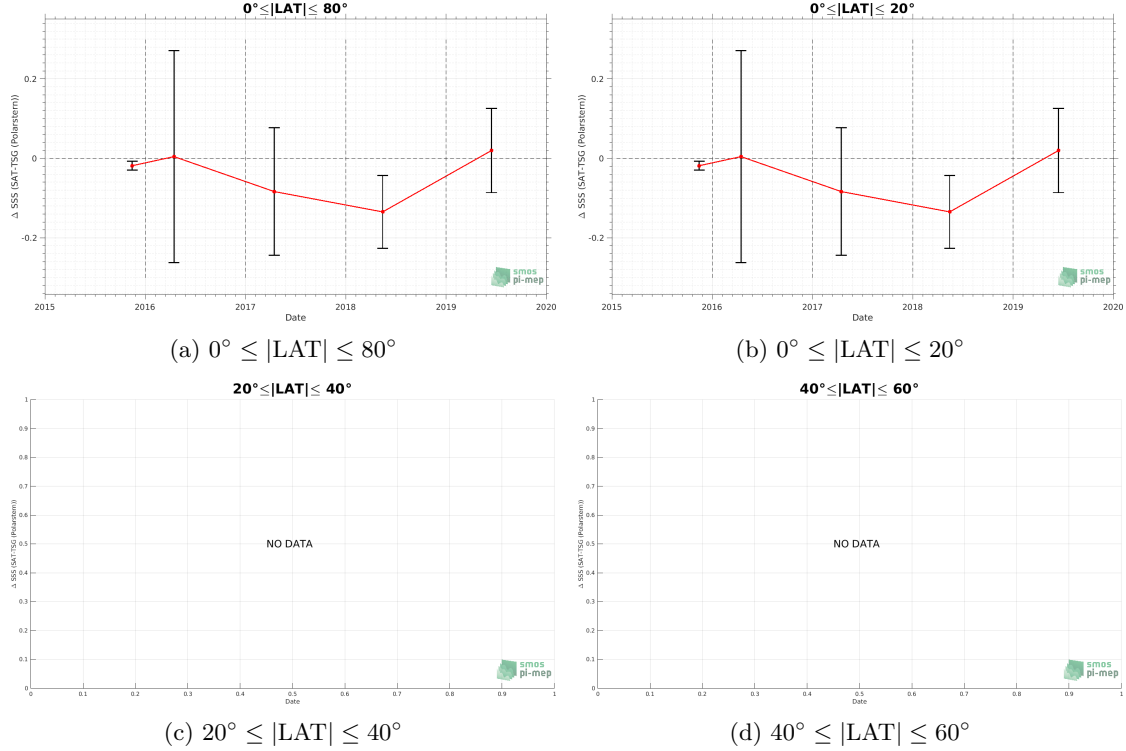 0°≤|LAT|≤ 80°
Δ SSS (SAT-TSG (Polarstern))
0.2
0
-0.2
2015 2016 2017 2018 2019 2020
Date
smos
pi-mep
(a) 0° ≤ |LAT| ≤ 80°
0°≤|LAT|≤ 20°
Δ SSS (SAT-TSG (Polarstern))
0.2
0
-0.2
2015 2016 2017 2018 2019 2020
Date
smos
pi-mep
(b) 0° ≤ |LAT| ≤ 20°
20°≤|LAT|≤ 40°
Δ SSS (SAT-TSG (Polarstern))
1
0.9
0.8
0.7
0.6
0.5
0.4
0.3
0.2
0.1
0
NO DATA
0 0.1 0.2 0.3 0.4 0.5 0.6 0.7 0.8 0.9 1
Date
smos
pi-mep
(c) 20° ≤ |LAT| ≤ 40°
40°≤|LAT|≤ 60°
Δ SSS (SAT-TSG (Polarstern))
1
0.9
0.8
0.7
0.6
0.5
0.4
0.3
0.2
0.1
0
NO DATA
0 0.1 0.2 0.3 0.4 0.5 0.6 0.7 0.8 0.9 1
Date
smos
pi-mep
(d) 40° ≤ |LAT| ≤ 60°